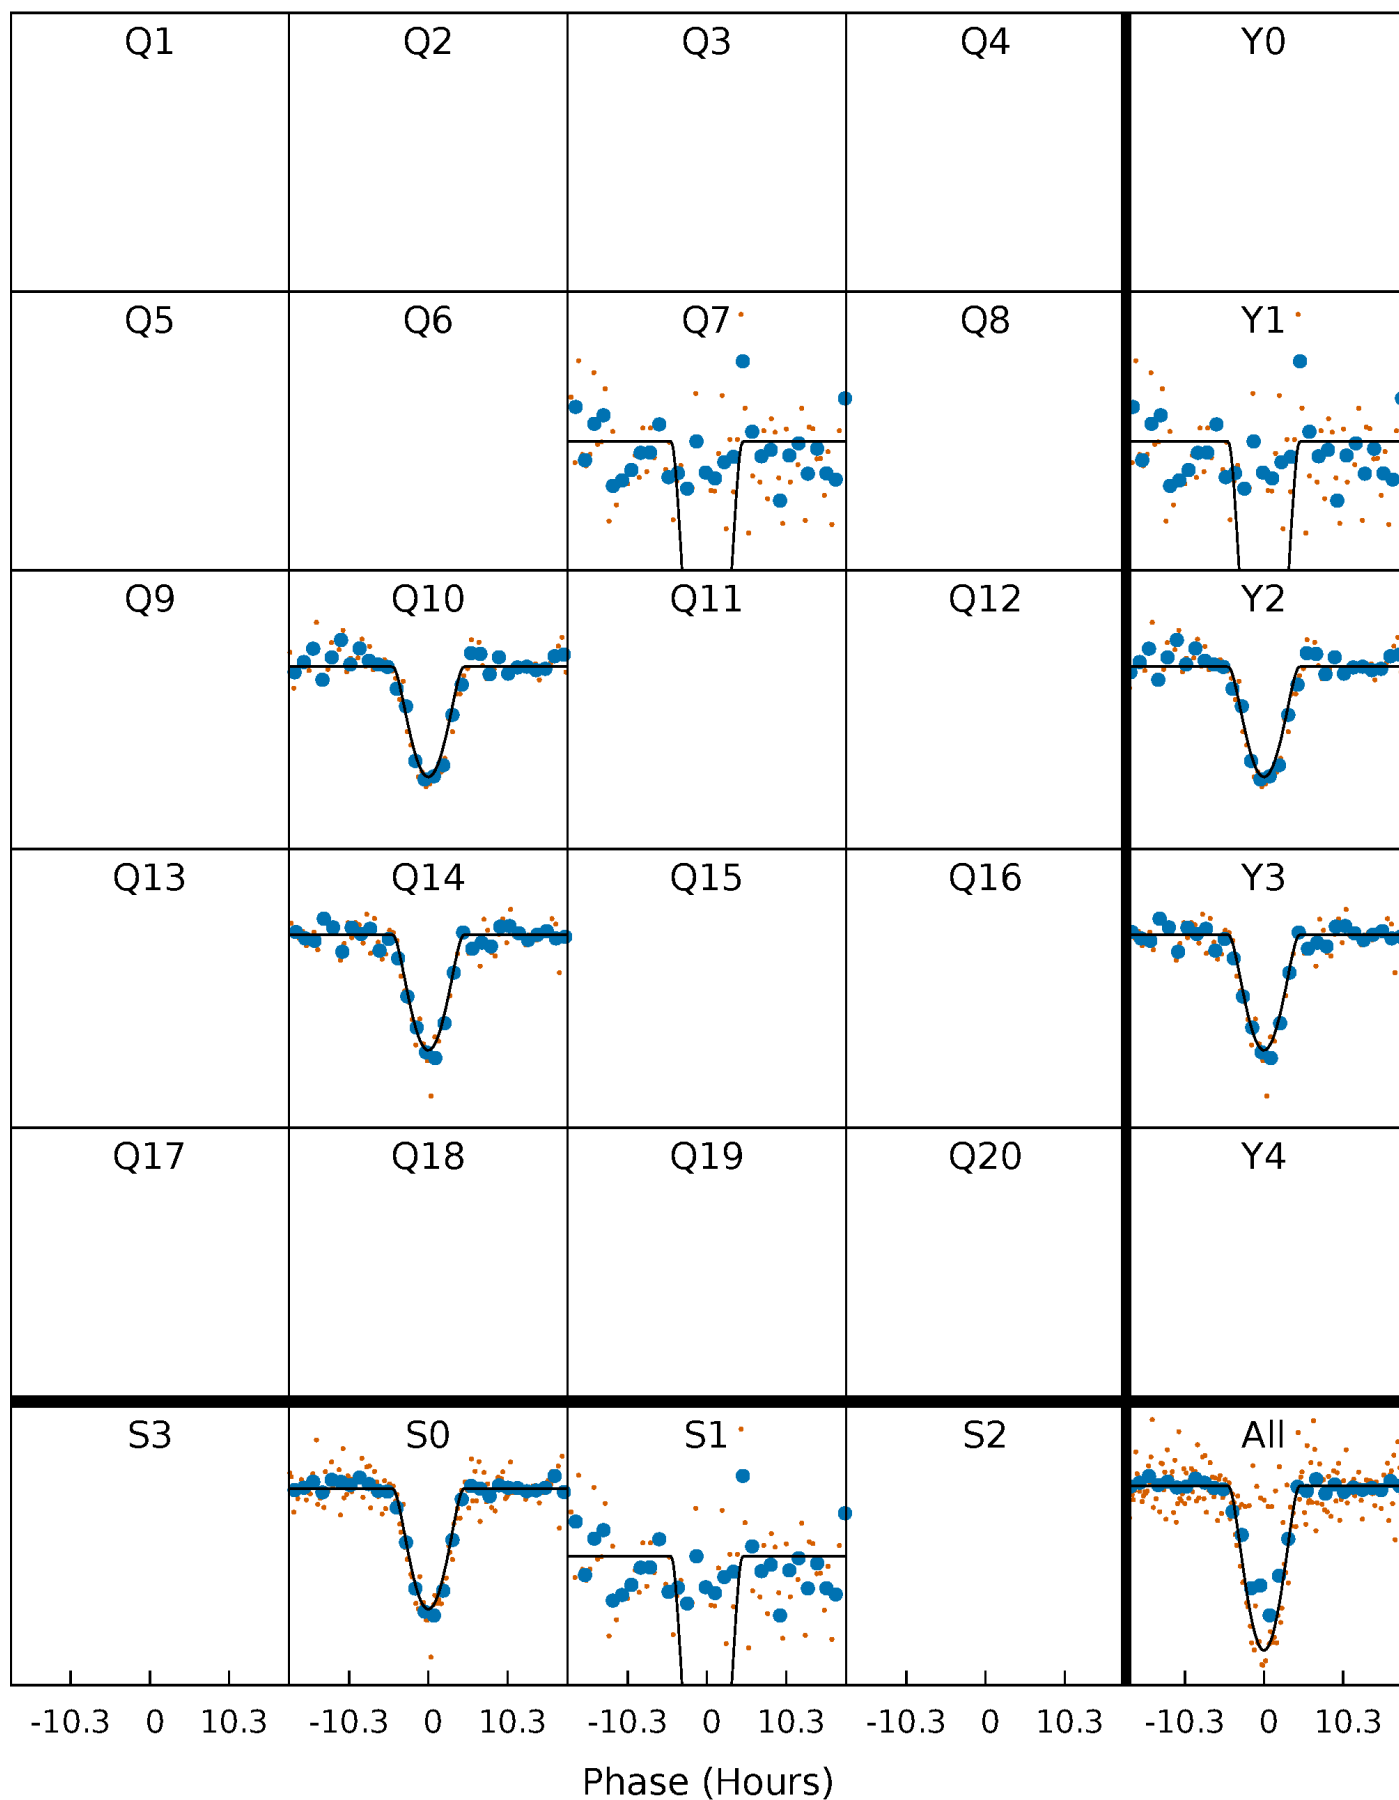 Q1 Q2 Q3 Q4 Y0
Q5 Q6 Q7 Q8 Y1
Q9 Q10 Q11 Q12 Y2
Q13 Q14 Q15 Q16 Y3
Q17 Q18 Q19 Q20 Y4
S3 S0 S1 S2 All
-10.3 0 10.3 -10.3 0 10.3 -10.3 0 10.3 -10.3 0 10.3 -10.3 0 10.3
Phase (Hours)